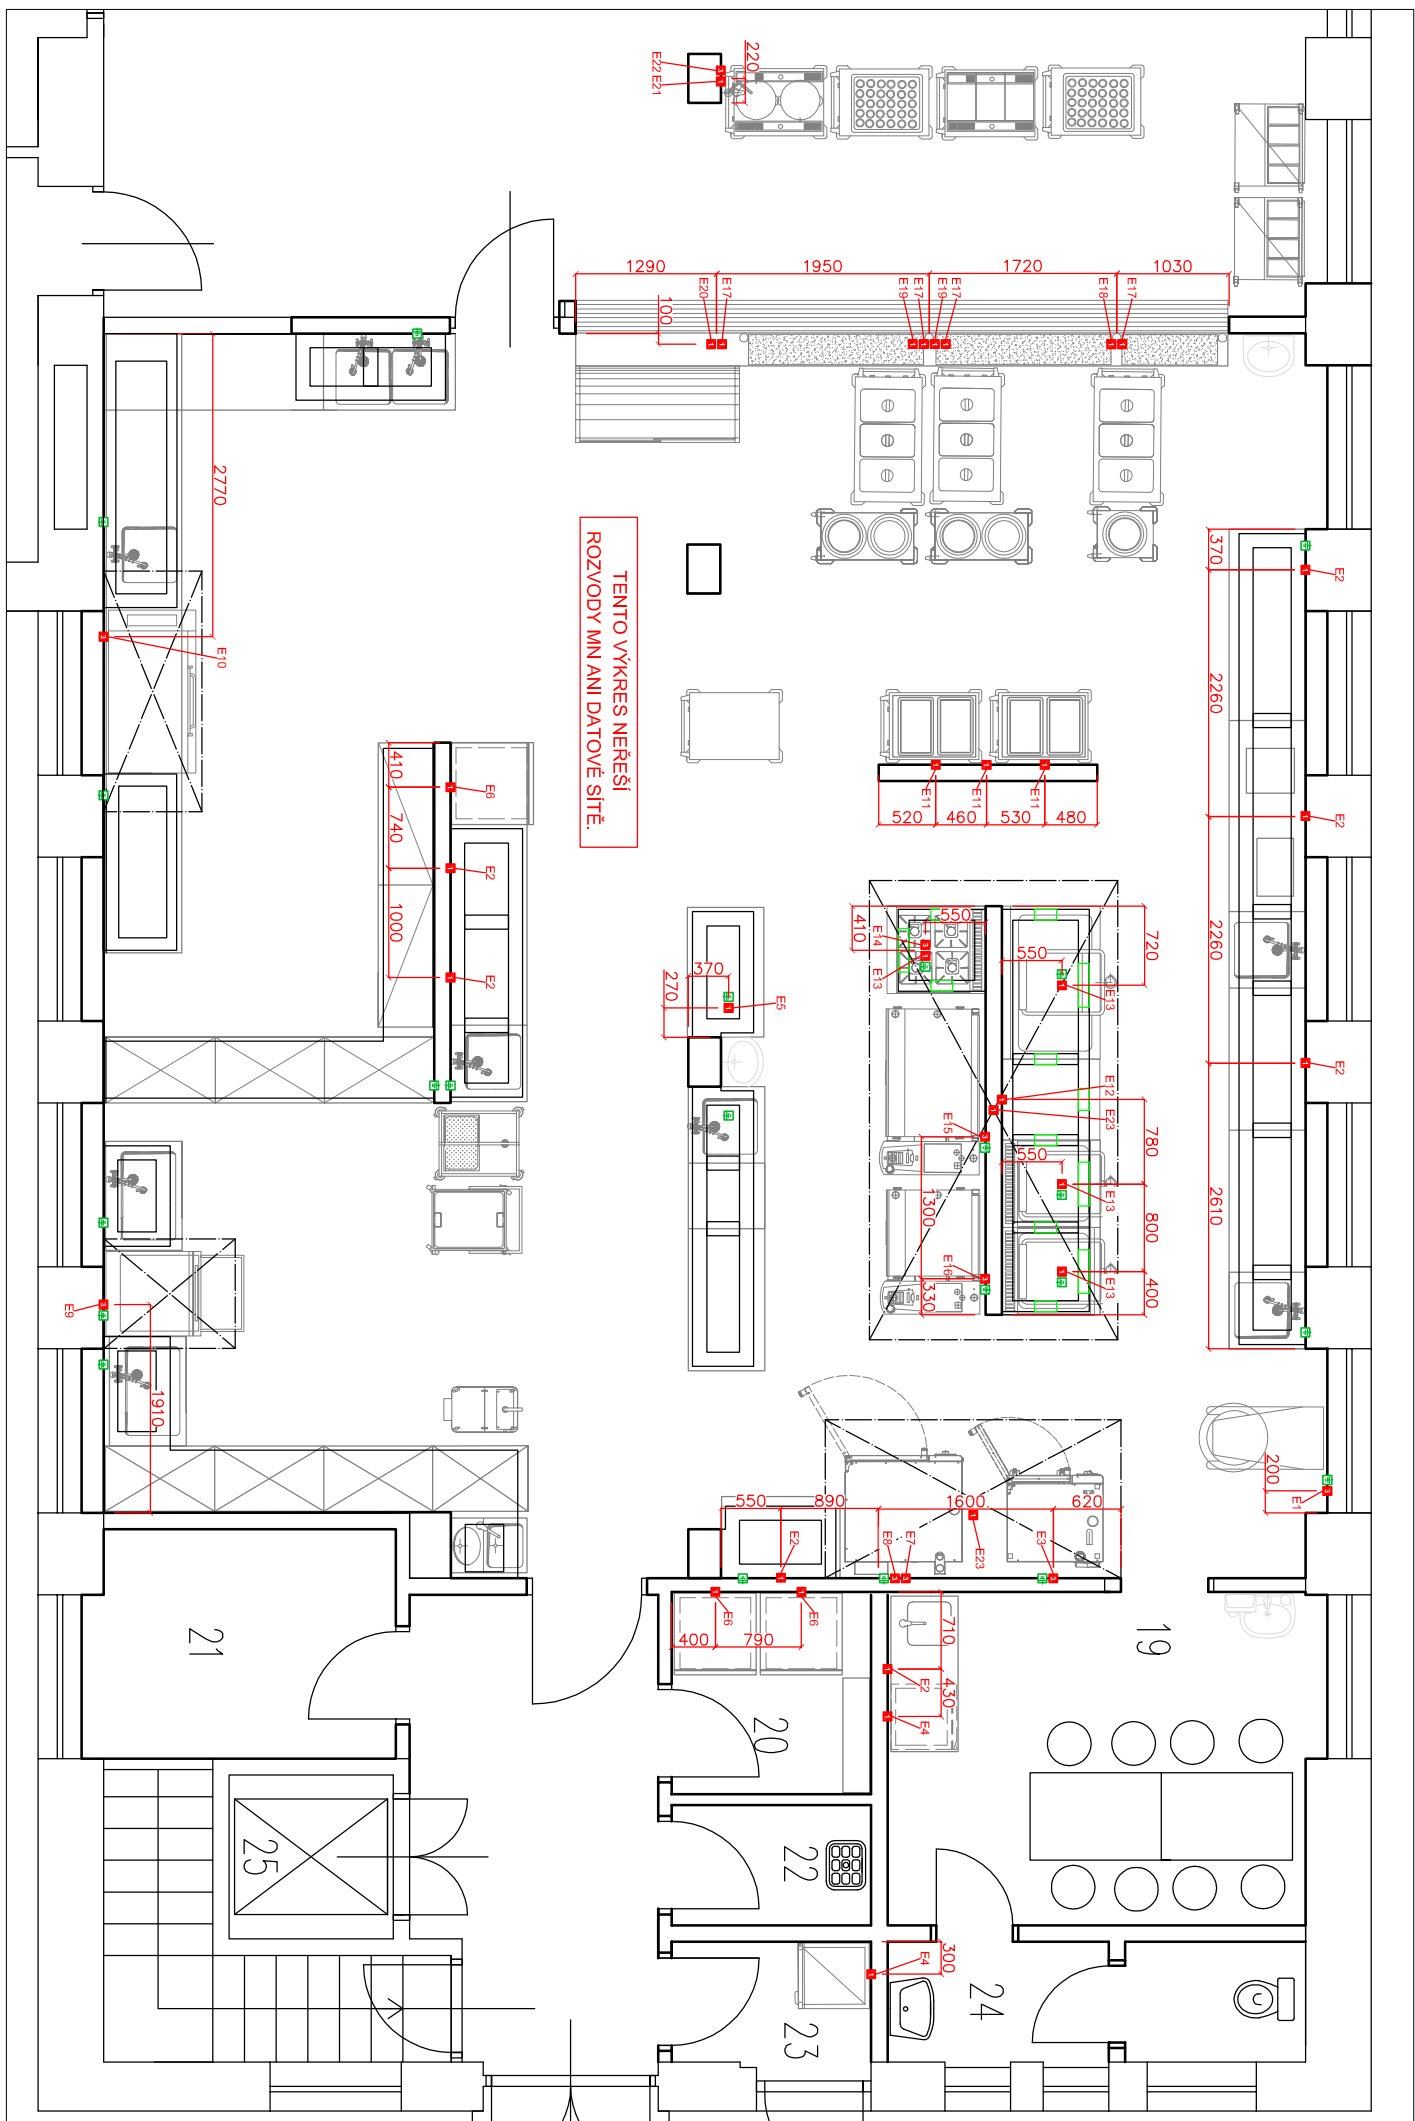 E22
E21
220
1290
1950
1720
1030
100
E20
E17
E19
E17
E19
E17
E18
E17
2770
E10
TENTO VÝKRES NEŘEŠÍ
ROZVODY MN ANI DATOVÉ SÍTĚ.
370
E2
2260
E2
2260
E2
2610
E11
E11
E11
520
460
530
480
410
E6
740
E2
1000
E2
550
410
E14
E13
720
550
E13
370
270
E5
E12
E23
E15
780
550
E13
1300
800
E13
E16
330
400
E9
1910
200
E1
550
890
1600
620
E2
E8
E7
E23
E3
E6
E6
400
790
710
E2
430
E4
19
20
21
22
25
300
E4
24
23